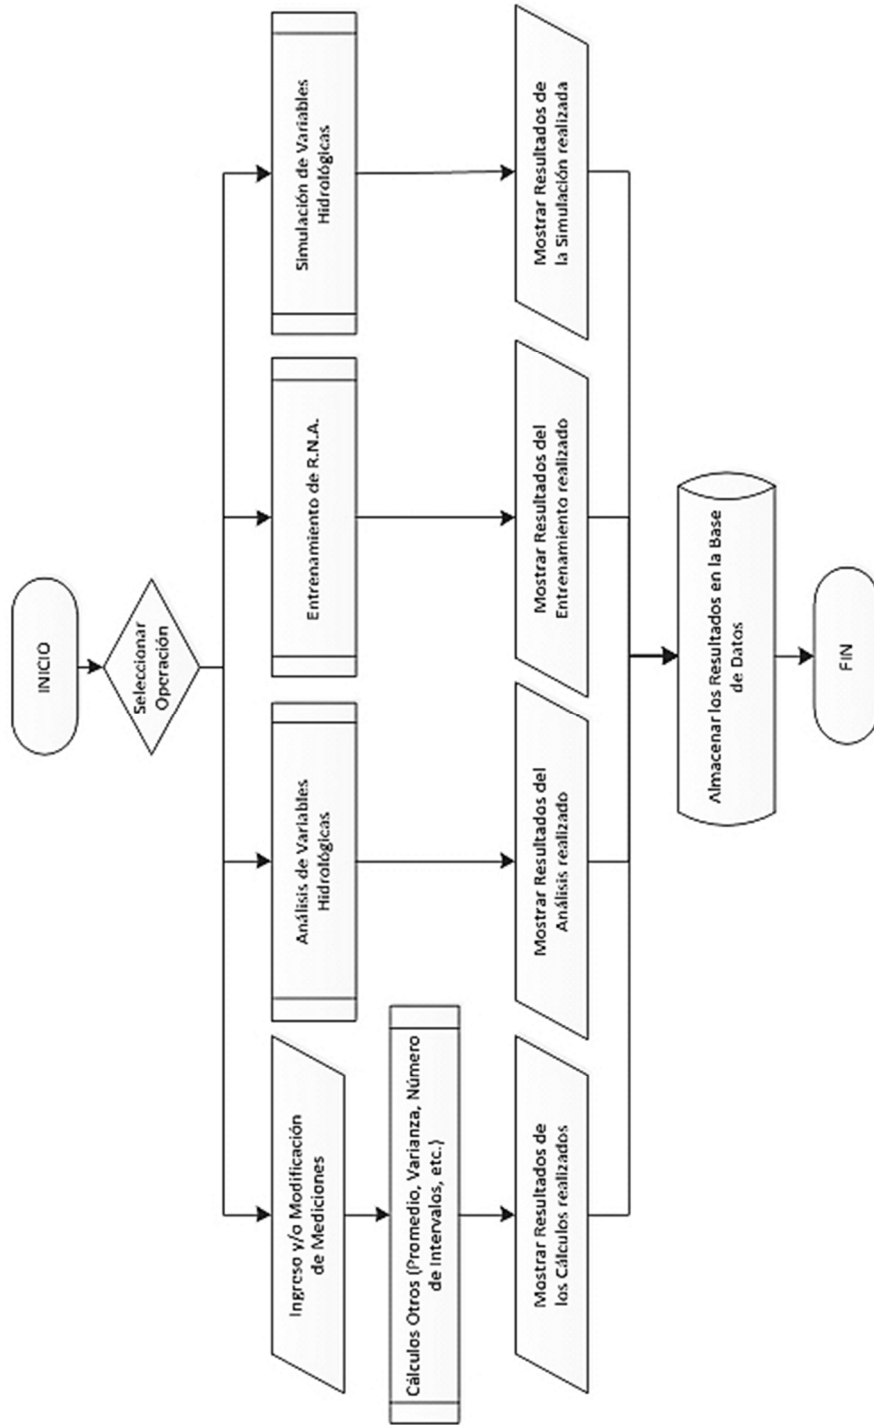 INICIO
Seleccionar
Operación
Ingreso y/o Modificación
de Mediciones
Cálculos Otros (Promedio, Varianza, Número
de Intervalos, etc.)
Mostrar Resultados de
los Cálculos realizados
Análisis de Variables
Hidrológicas
Mostrar Resultados del
Análisis realizado
Entrenamiento de R.N.A.
Mostrar Resultados del
Entrenamiento realizado
Simulación de Variables
Hidrológicas
Mostrar Resultados de
la Simulación realizada
Almacenar los Resultados en la Base
de Datos
FIN